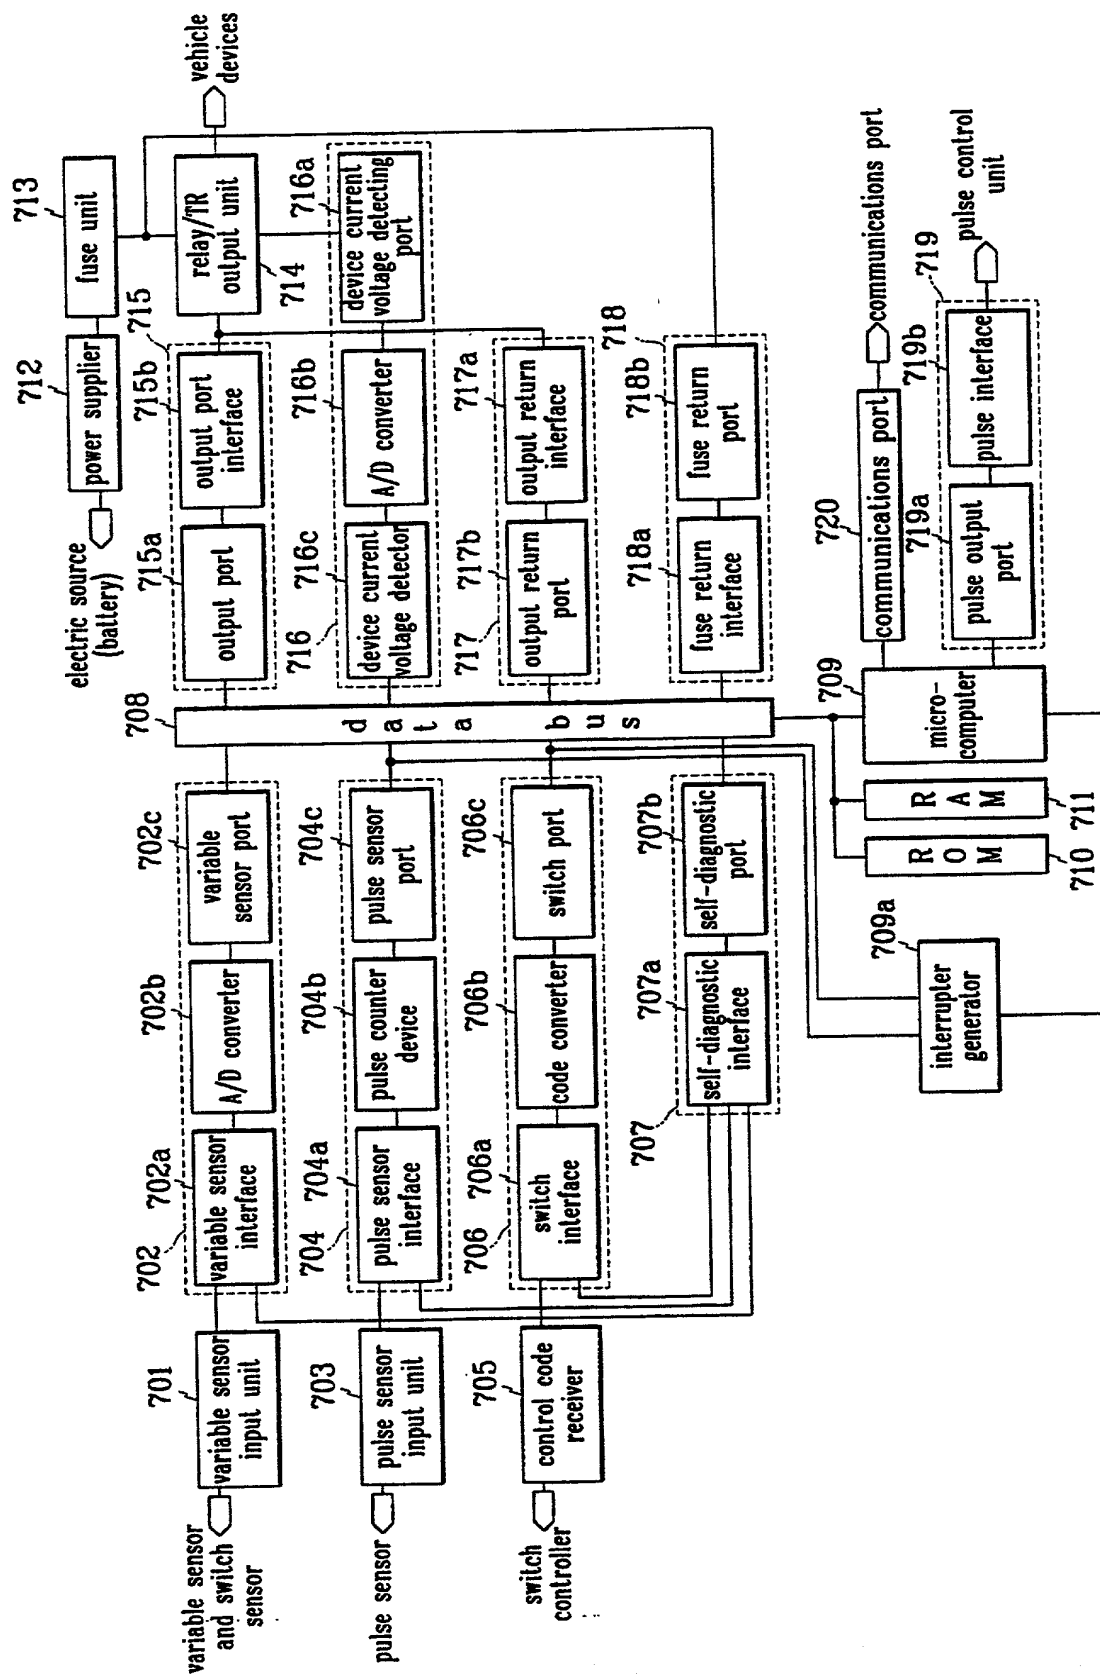 variable sensor
and switch
sensor
701
variable sensor
input unit
702
702a
variable sensor
interface
702b
A/D converter
702c
variable
sensor port
pulse sensor
703
pulse sensor
input unit
704
704a
pulse sensor
interface
704b
pulse counter
device
704c
pulse sensor
port
switch
controller
705
control code
receiver
706
706a
switch
interface
706b
code converter
706c
switch port
707
707a
self-diagnostic
interface
707b
self-diagnostic
port
708
data bus
electric source
(battery)
712
power supplier
713
fuse unit
vehicle
devices
714
relay/TR
output unit
715
715a
output port
715b
output port
interface
716
716c
device current
voltage detector
716b
A/D converter
716a
device current
voltage detecting
port
717
717b
output return
port
717a
output return
interface
718
718a
fuse return
interface
718b
fuse return
port
709a
interrupter
generator
710
ROM
711
RAM
709
micro-
computer
720
communications port
communications port
719
719a
pulse output
port
719b
pulse interface
pulse control
unit